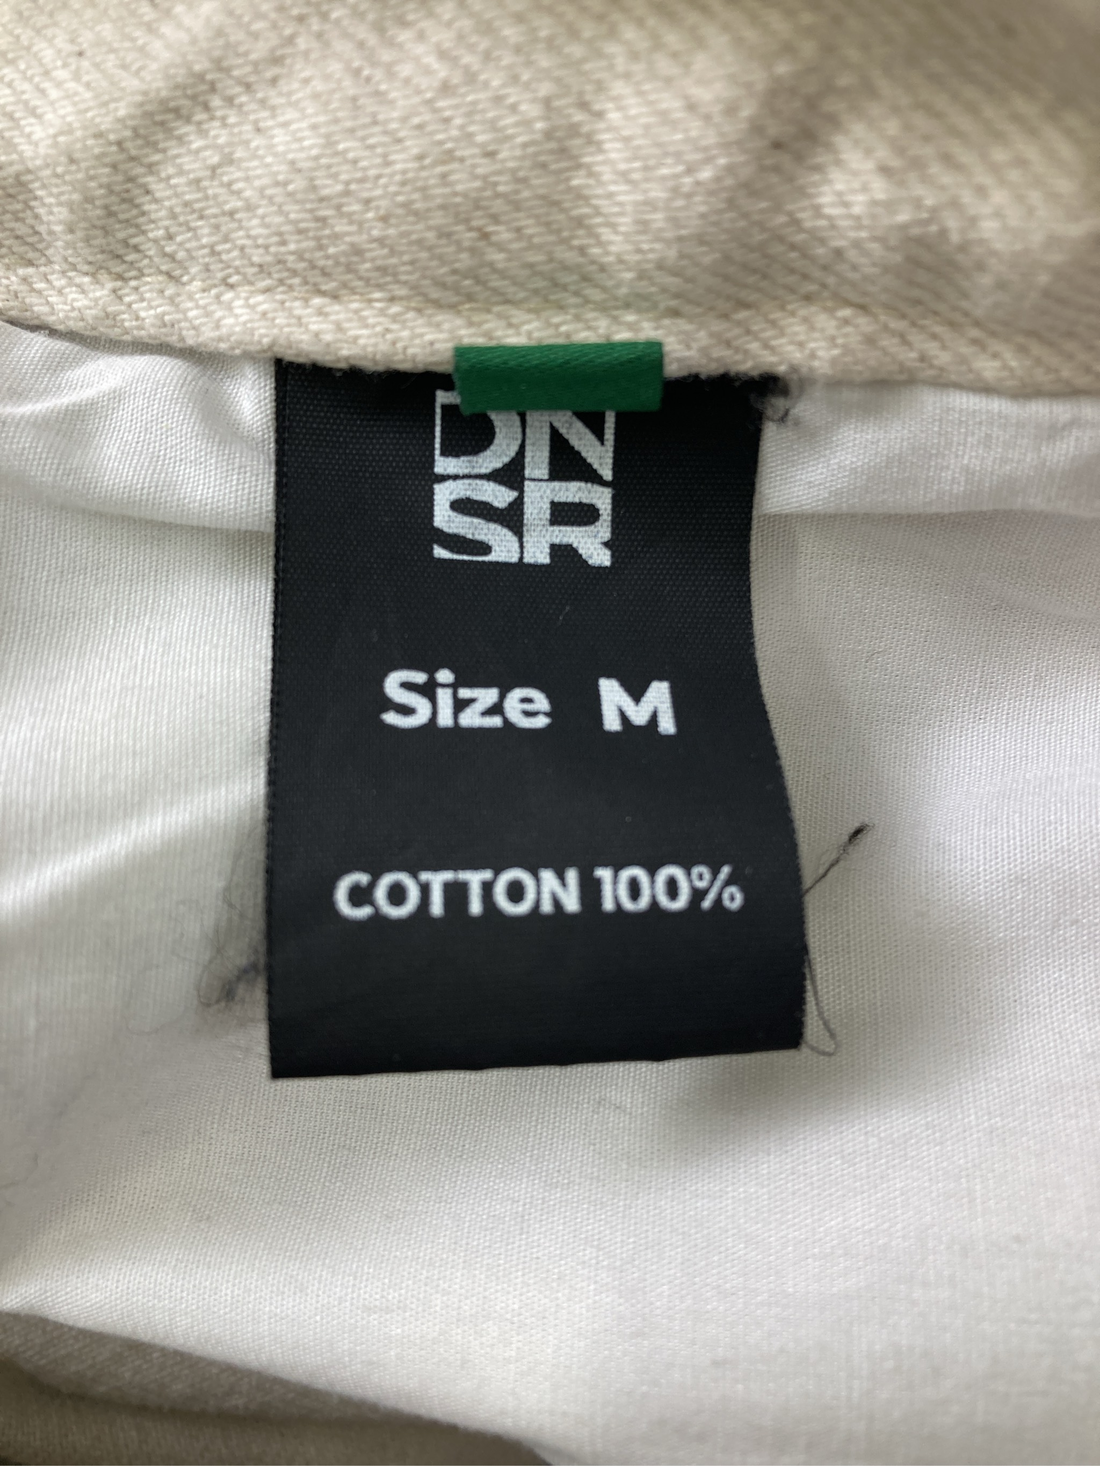 DN
SR
Size M
COTTON 100%